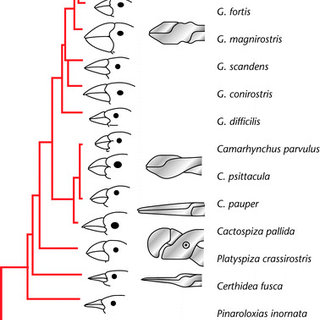 G. fortis
G. magnirostris
G. scandens
G. conirostris
G. difficilis
Camarhynchus parvulus
C. psittacula
C. pauper
Cactospiza pallida
Platyspiza crassirostris
Certhidea fusca
Pinaroloxias inornata